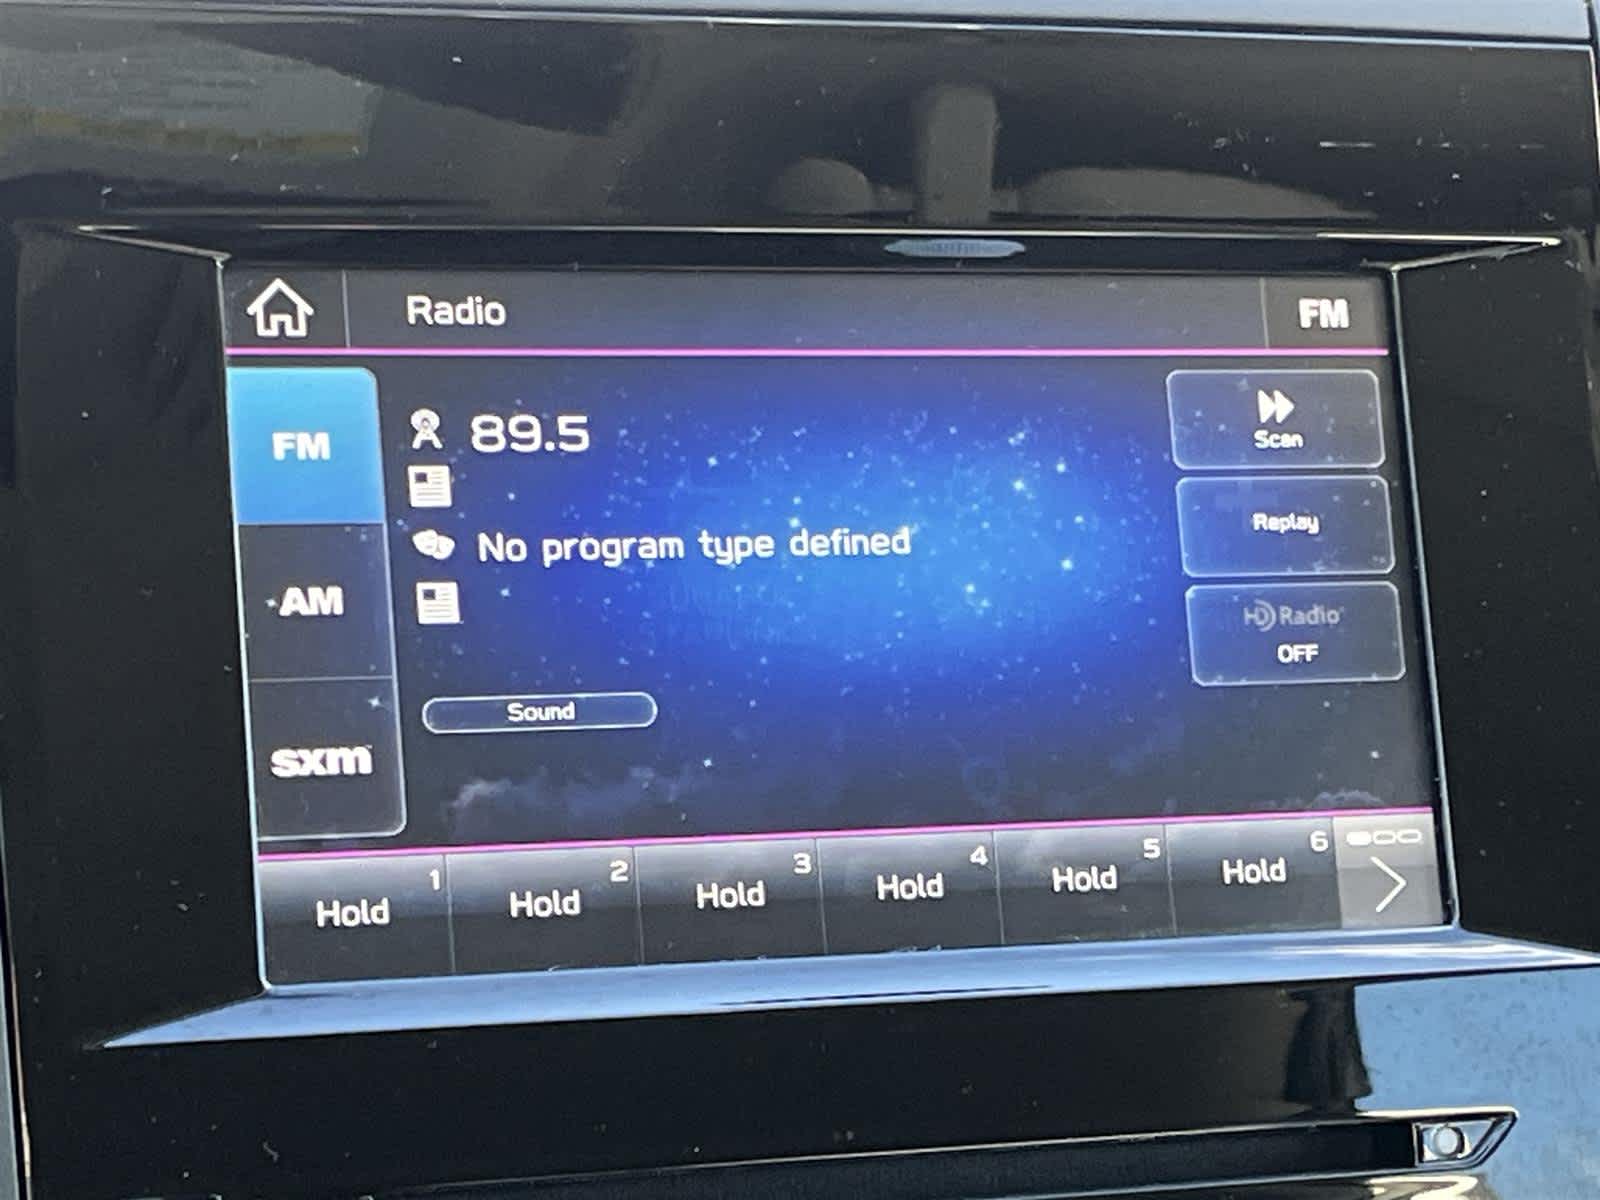 Radio
FM
FM
89.5
Scan
No program type defined
Replay
AM
HD Radio
OFF
Sound
sxm
1
Hold
2
Hold
3
Hold
4
Hold
5
Hold
6
Hold